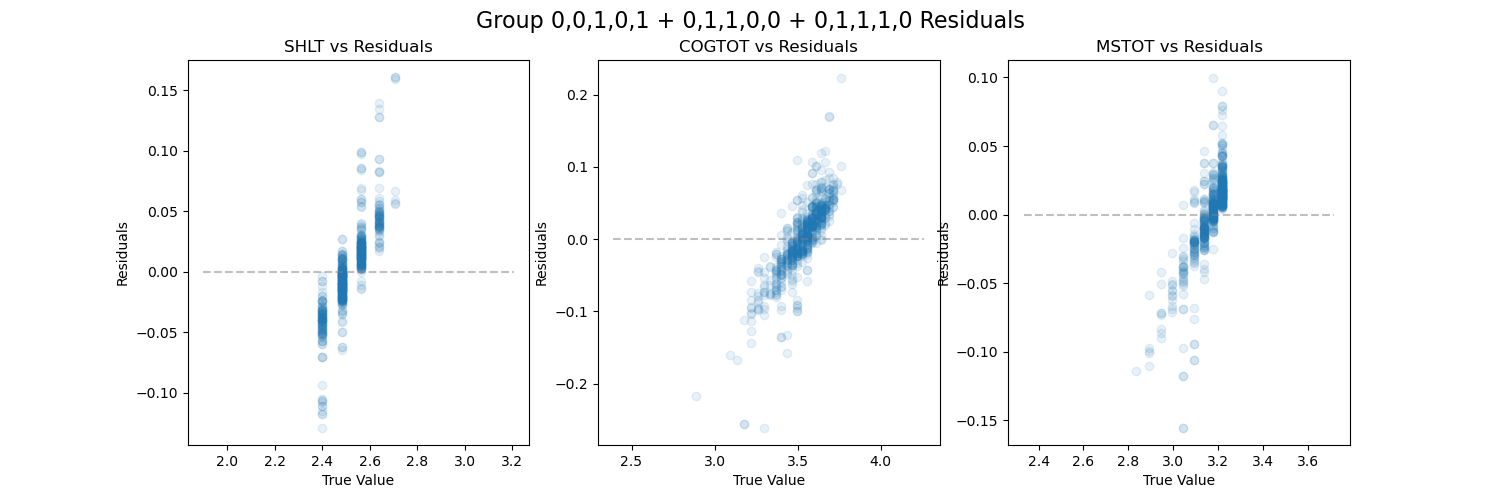 Group 0,0,1,0,1 + 0,1,1,0,0 + 0,1,1,1,0 Residuals
SHLT vs Residuals
Residuals
0.15
0.10
0.05
0.00
−0.05
−0.10
2.0 2.2 2.4 2.6 2.8 3.0 3.2
True Value
COGTOT vs Residuals
Residuals
0.2
0.1
0.0
−0.1
−0.2
2.5 3.0 3.5 4.0
True Value
MSTOT vs Residuals
Residuals
0.10
0.05
0.00
−0.05
−0.10
−0.15
2.4 2.6 2.8 3.0 3.2 3.4 3.6
True Value